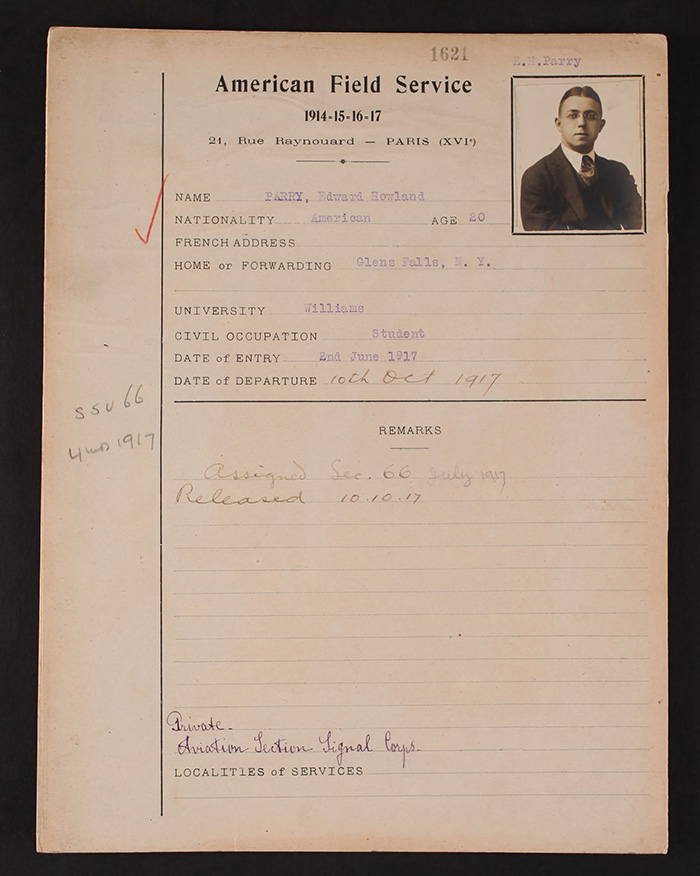 1621
E.H.Parry
American Field Service
1914-15-16-17
21, Rue Raynouard — PARIS (XVIe)
NAME PARRY, Edward Howland
NATIONALITY American AGE 20
FRENCH ADDRESS
HOME or FORWARDING Glens Falls, N. Y.
UNIVERSITY Williams
CIVIL OCCUPATION Student
DATE of ENTRY 2nd June 1917
DATE of DEPARTURE 10th Oct 1917
SSU 66
4 mos 1917
REMARKS
Assigned Sec. 66 July 1917
Released 10.10.17
Private-
Aviation Section Signal Corps-
LOCALITIES of SERVICES